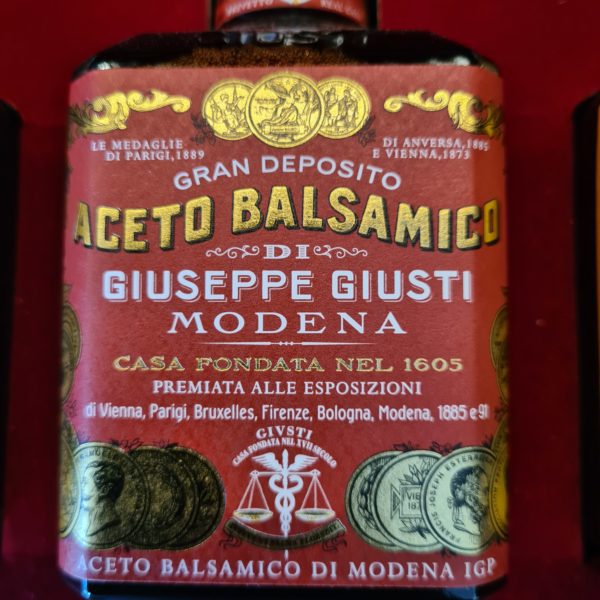 LE MEDAGLIE
DI PARIGI, 1889
DI ANVERSA, 1885
E VIENNA, 1873
GRAN DEPOSITO
ACETO BALSAMICO
DI
GIUSEPPE GIUSTI
MODENA
CASA FONDATA NEL 1605
PREMIATA ALLE ESPOSIZIONI
di Vienna, Parigi, Bruxelles, Firenze, Bologna, Modena, 1885 e 91
GIVSTI
CASA FONDATA NEL XVII SECOLO
FRANCIS JOSEPH
ACETO BALSAMICO DI MODENA IGP